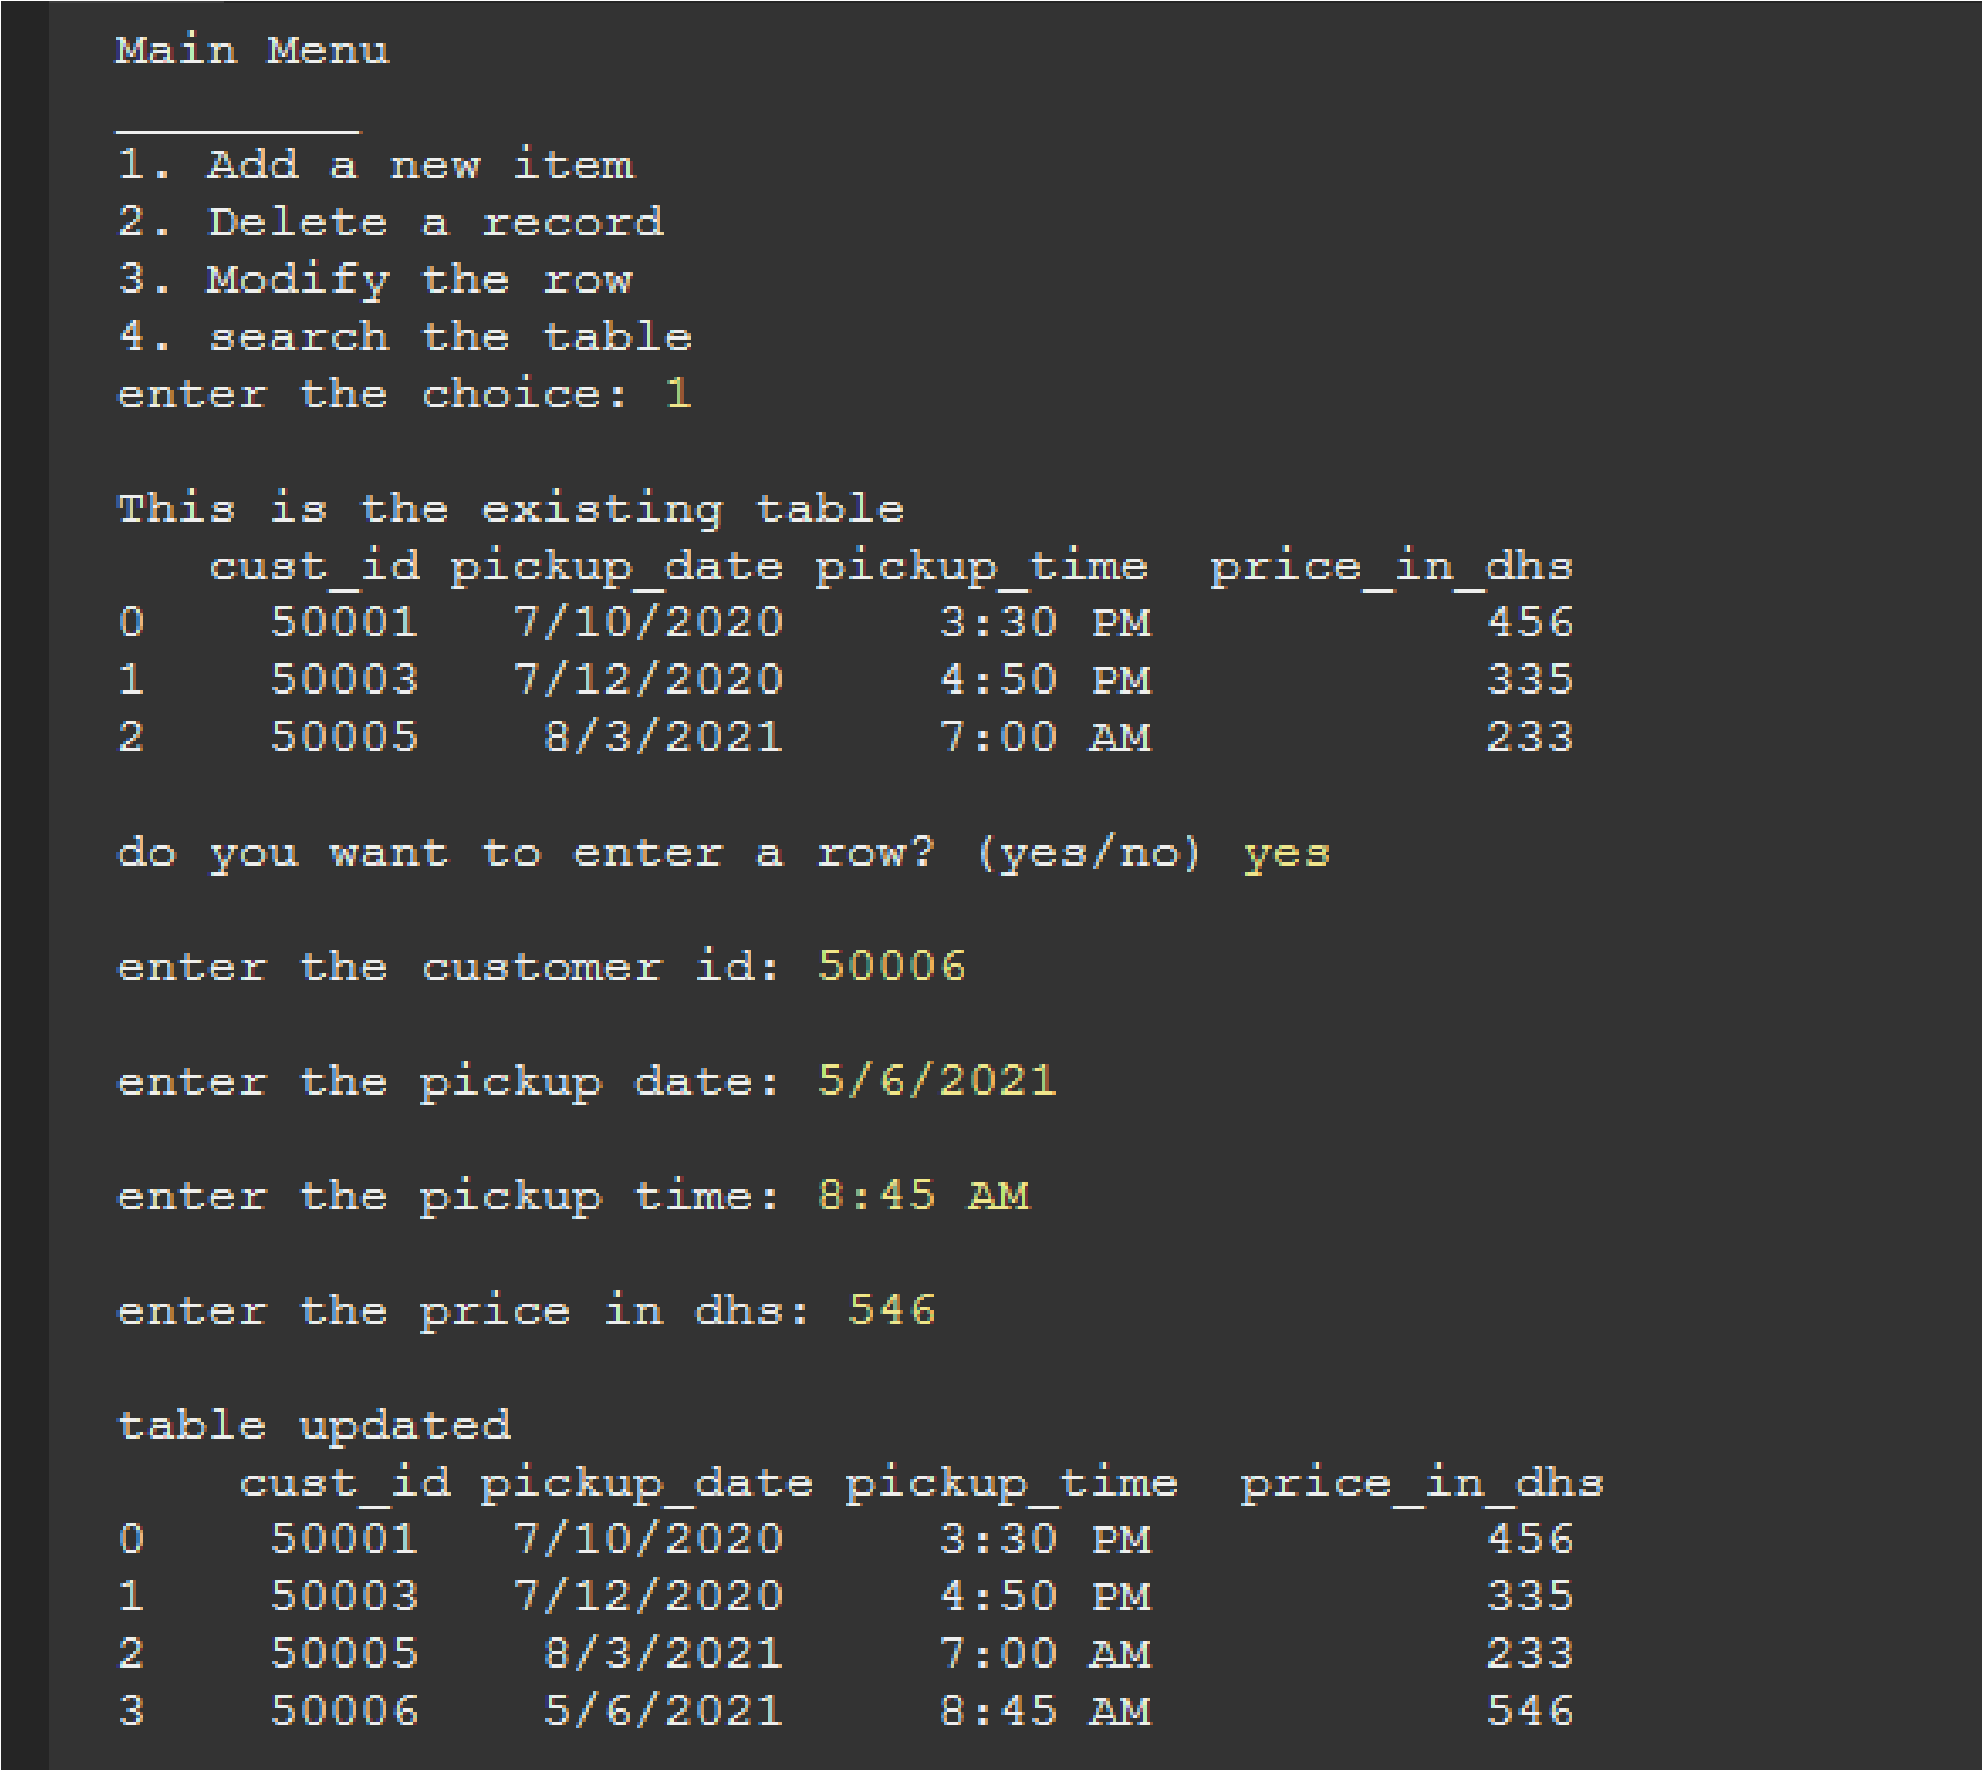 Main Menu
________
1. Add a new item
2. Delete a record
3. Modify the row
4. search the table
enter the choice: 1
This is the existing table
   cust_id pickup_date pickup_time  price_in_dhs
0    50001   7/10/2020     3:30 PM           456
1    50003   7/12/2020     4:50 PM           335
2    50005    8/3/2021     7:00 AM           233
do you want to enter a row? (yes/no) yes
enter the customer id: 50006
enter the pickup date: 5/6/2021
enter the pickup time: 8:45 AM
enter the price in dhs: 546
table updated
    cust_id pickup_date pickup_time  price_in_dhs
0    50001   7/10/2020     3:30 PM           456
1    50003   7/12/2020     4:50 PM           335
2    50005    8/3/2021     7:00 AM           233
3    50006    5/6/2021     8:45 AM           546